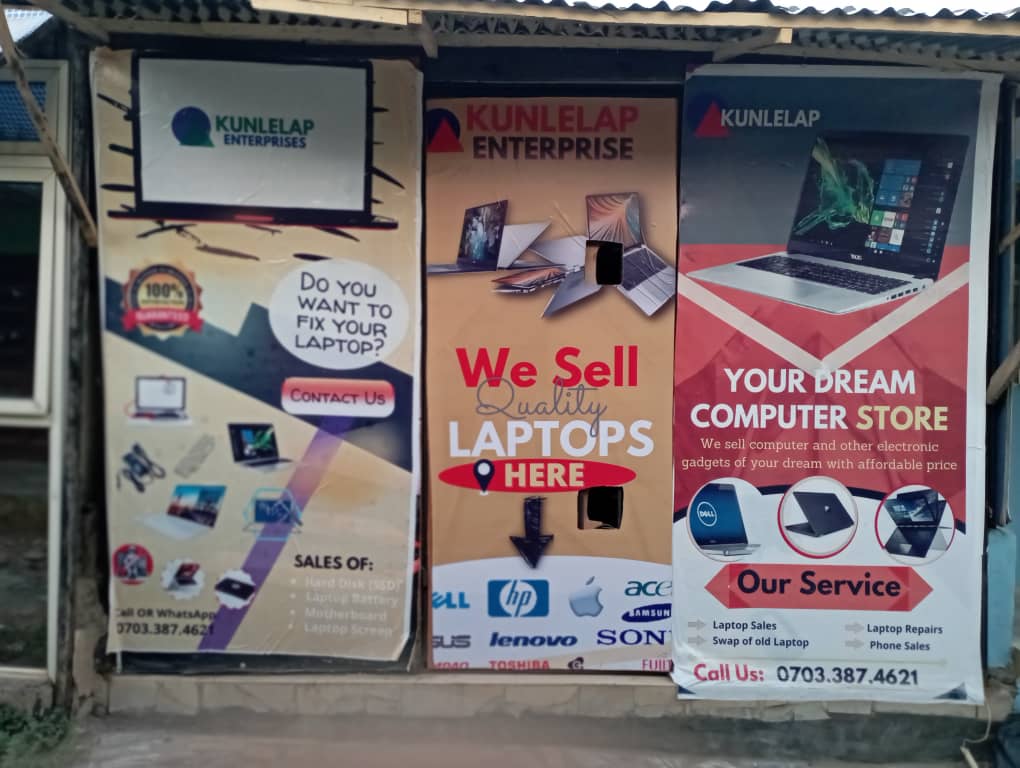 KUNLELAP
ENTERPRISES
100%
GUARANTEED
DO YOU
WANT TO
FIX YOUR
LAPTOP?
CONTACT US
SALES OF:
Hard Disk (SSD)
Laptop Battery
Motherboard
Laptop Screen
Call OR WhatsApp
0703.387.4621
KUNLELAP
ENTERPRISE
We Sell
Quality
LAPTOPS
HERE
hp
acer
SAMSUNG
lenovo
SONY
TOSHIBA
KUNLELAP
YOUR DREAM
COMPUTER STORE
We sell computer and other electronic
gadgets of your dream with affordable price
DELL
Our Service
Laptop Sales
Swap of old Laptop
Laptop Repairs
Phone Sales
Call Us: 0703.387.4621